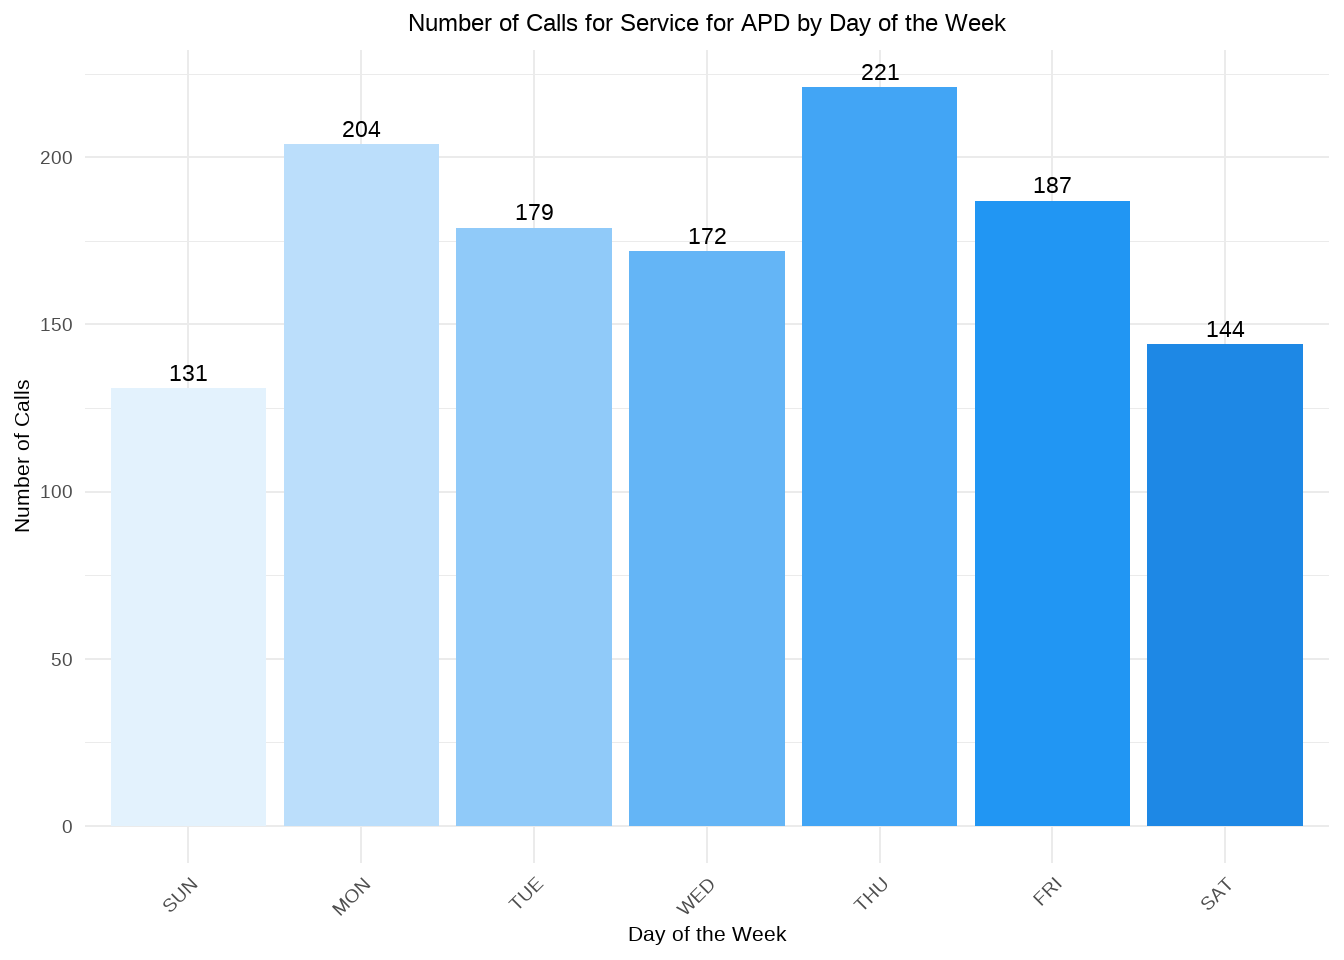 Number of Calls for Service for APD by Day of the Week
Number of Calls
200
150
100
50
0
131
204
179
172
221
187
144
SUN
MON
TUE
WED
THU
FRI
SAT
Day of the Week